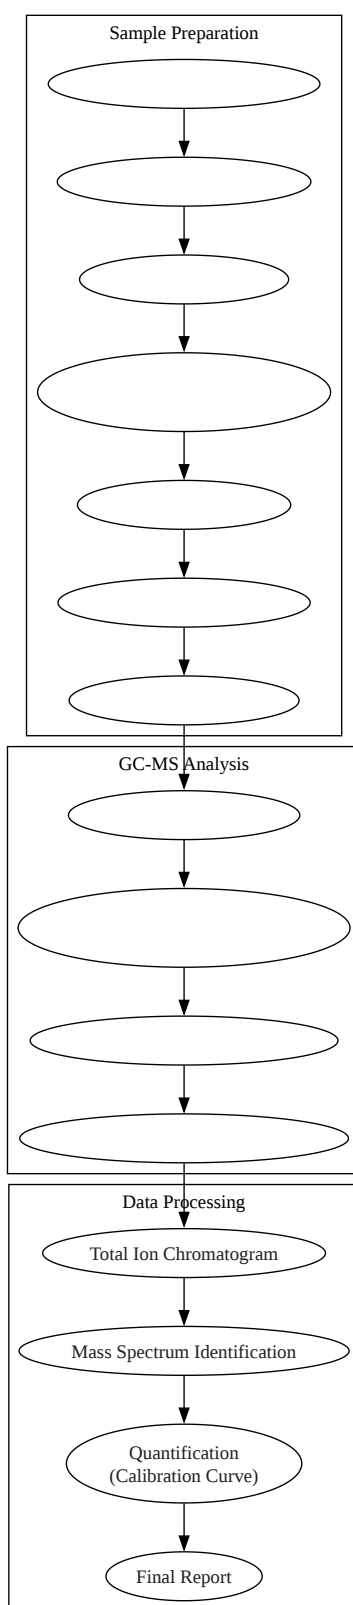 Sample Preparation
GC-MS Analysis
Data Processing
Total Ion Chromatogram
Mass Spectrum Identification
Quantification
(Calibration Curve)
Final Report